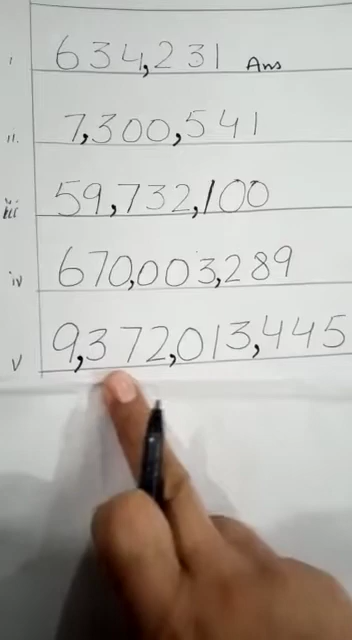 i 634,231 Ans
ii. 7,300,541
iii 59,732,100
iv 670,003,289
v 9,372,013,445